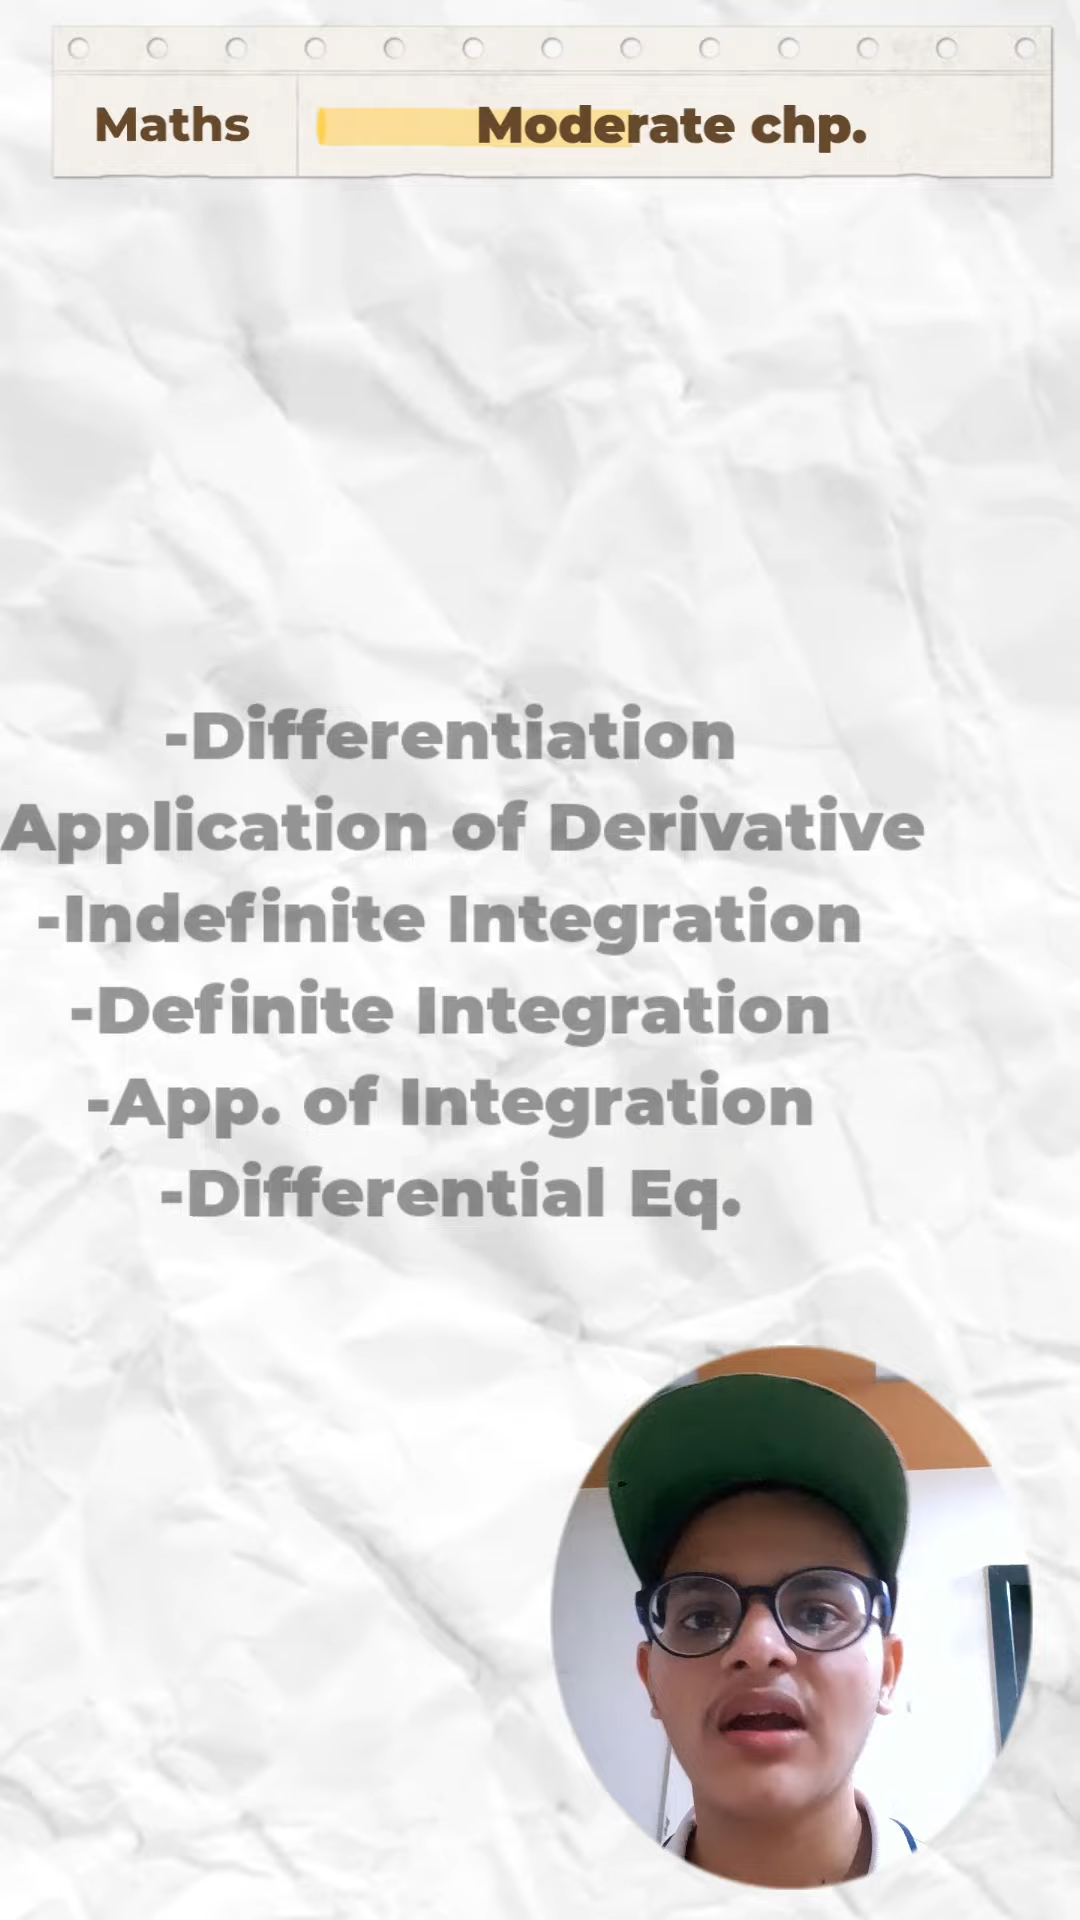 Maths
Moderate chp.
-Differentiation
Application of Derivative
-Indefinite Integration
-Definite Integration
-App. of Integration
-Differential Eq.